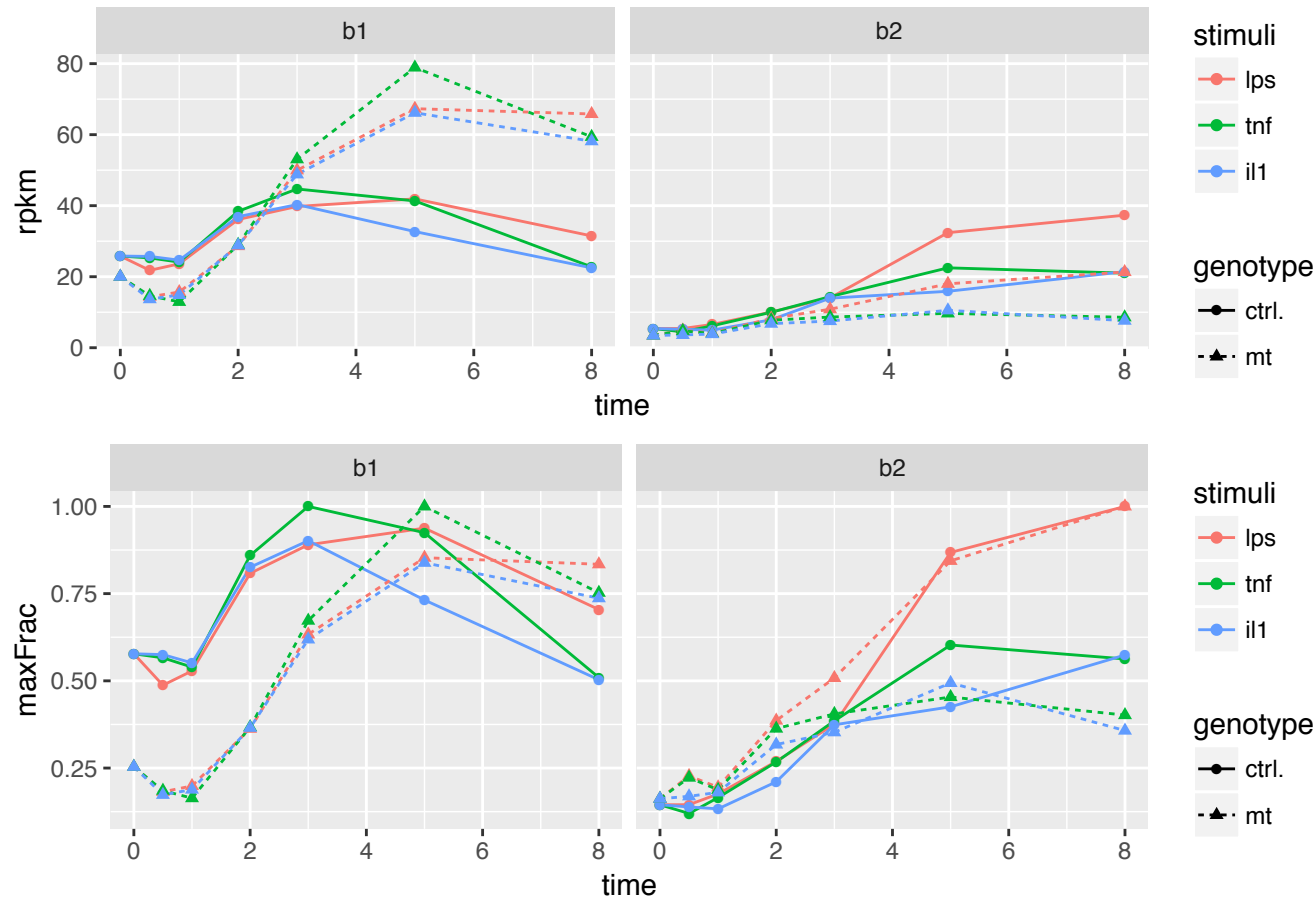 b1 b2
80
60
40
20
0
rpkm
0 2 4 6 8 0 2 4 6 8
time
stimuli
lps
tnf
il1
genotype
ctrl.
mt
b1 b2
1.00
0.75
0.50
0.25
maxFrac
0 2 4 6 8 0 2 4 6 8
time
stimuli
lps
tnf
il1
genotype
ctrl.
mt